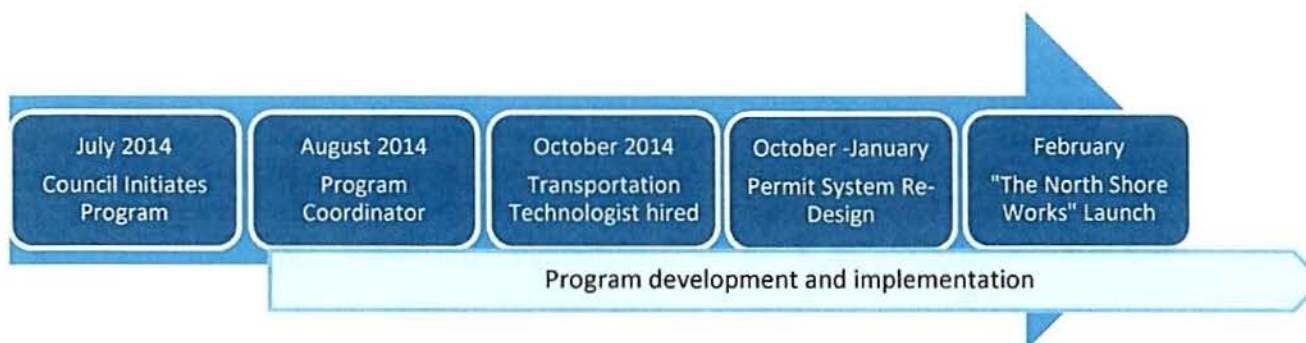 July 2014
Council Initiates
Program
August 2014
Program
Coordinator
October 2014
Transportation
Technologist hired
October -January
Permit System Re-
Design
February
"The North Shore
Works" Launch
Program development and implementation